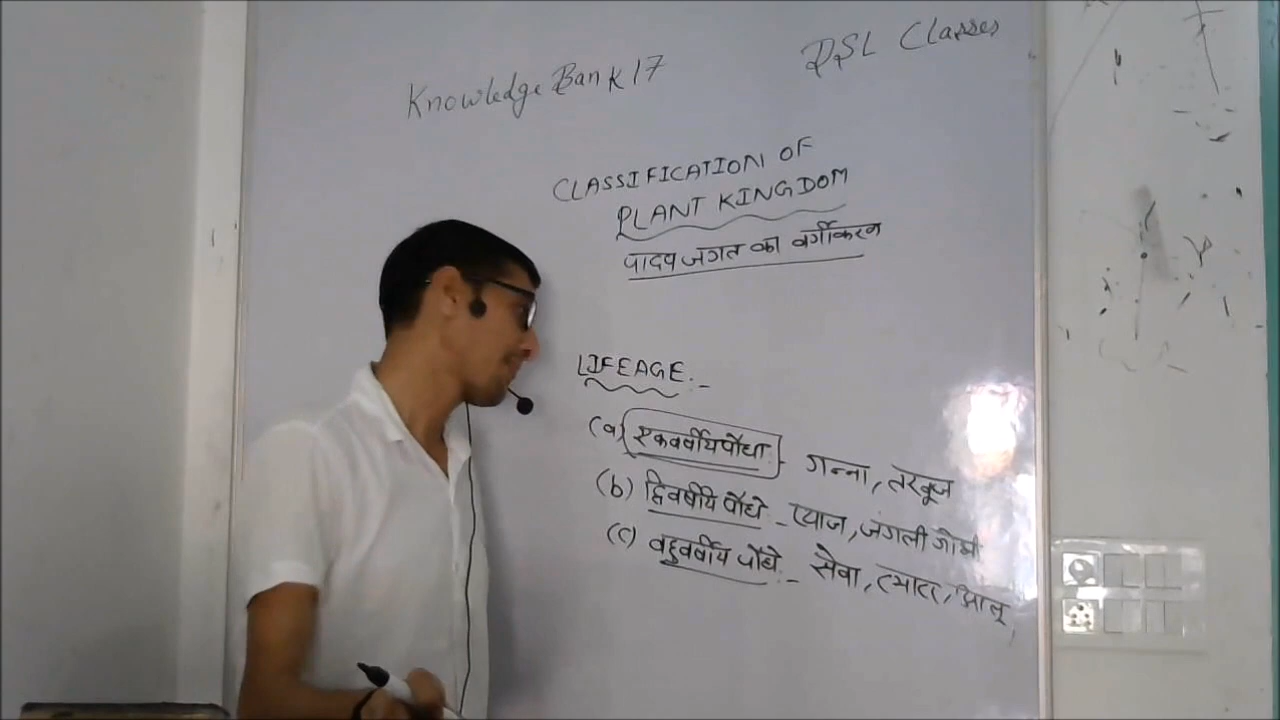 Knowledge Bank 17
DSL Classes
CLASSIFICATION OF
PLANT KINGDOM
पादप जगत का वर्गीकरण
LIFEAGE:-
(a) एकवर्षीय पौधा - गन्ना, तरबूज
(b) द्विवर्षीय पौधे - प्याज, जंगली गोभी
(c) बहुवर्षीय पौधे:- सेवा, टमाटर, आलू